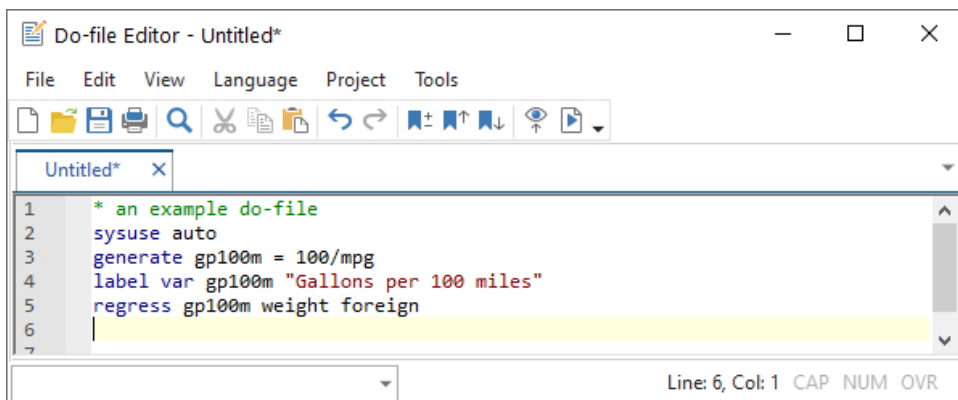 Do-file Editor - Untitled*
File Edit View Language Project Tools
Untitled*
1 * an example do-file
2 sysuse auto
3 generate gp100m = 100/mpg
4 label var gp100m "Gallons per 100 miles"
5 regress gp100m weight foreign
6
7
Line: 6, Col: 1 CAP NUM OVR